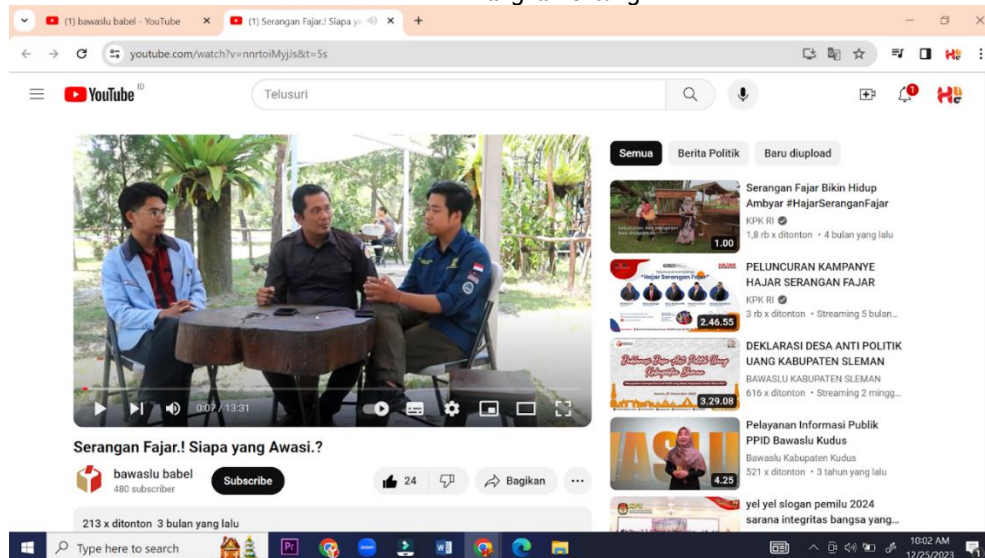 (1) bawaslu babel - YouTube
(1) Serangan Fajar.! Siapa ya
youtube.com/watch?v=nnrtoiMyjJs&t=5s
YouTube ID
Telusuri
Semua
Berita Politik
Baru diupload
Serangan Fajar Bikin Hidup
Ambyar #HajarSeranganFajar
KPK RI
1,8 rb x ditonton • 4 bulan yang lalu
1.00
PELUNCURAN KAMPANYE
HAJAR SERANGAN FAJAR
KPK RI
3 rb x ditonton • Streaming 5 bulan...
2.46.55
DEKLARASI DESA ANTI POLITIK
UANG KABUPATEN SLEMAN
BAWASLU KABUPATEN SLEMAN
616 x ditonton • Streaming 2 mingg...
3.29.08
Pelayanan Informasi Publik
PPID Bawaslu Kudus
Bawaslu Kabupaten Kudus
521 x ditonton • 3 tahun yang lalu
4.25
yel yel slogan pemilu 2024
sarana integritas bangsa yang...
0:07 / 13:31
Serangan Fajar.! Siapa yang Awasi.?
bawaslu babel
480 subscriber
Subscribe
24
Bagikan
213 x ditonton 3 bulan yang lalu
Type here to search
10:02 AM
12/25/2023